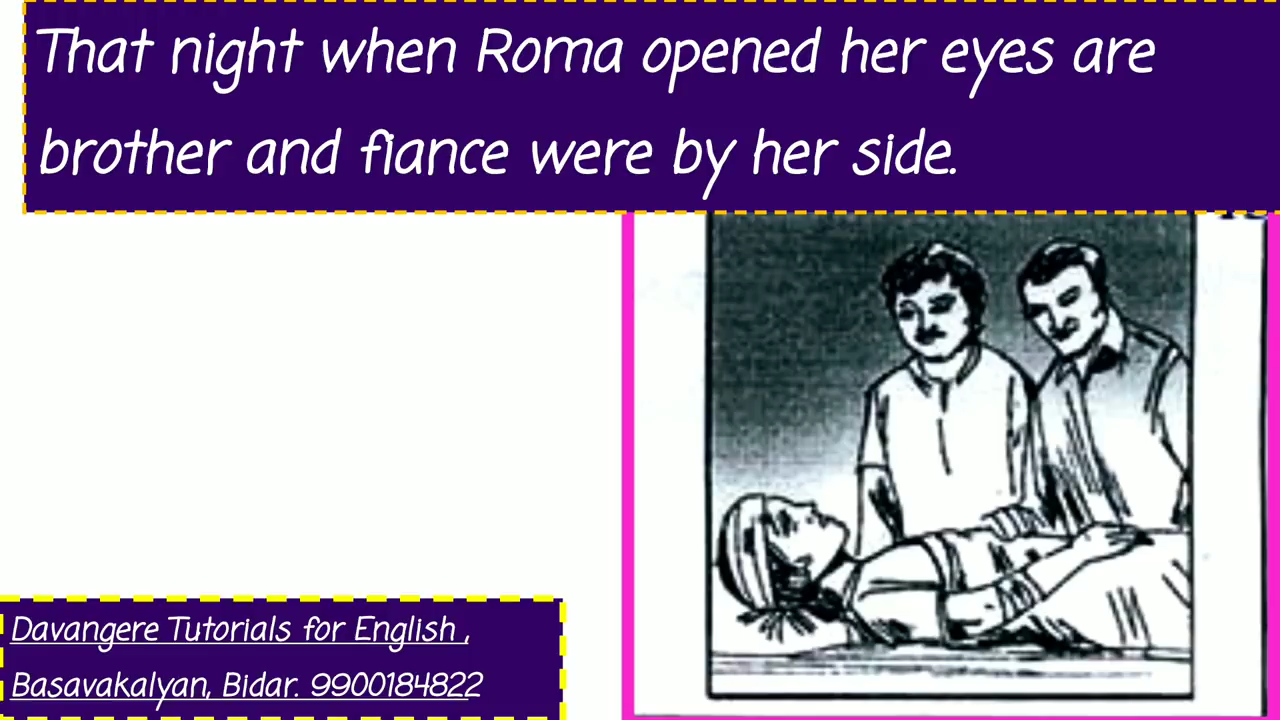 That night when Roma opened her eyes are
brother and fiance were by her side.
Davangere Tutorials for English ,
Basavakalyan, Bidar. 9900184822